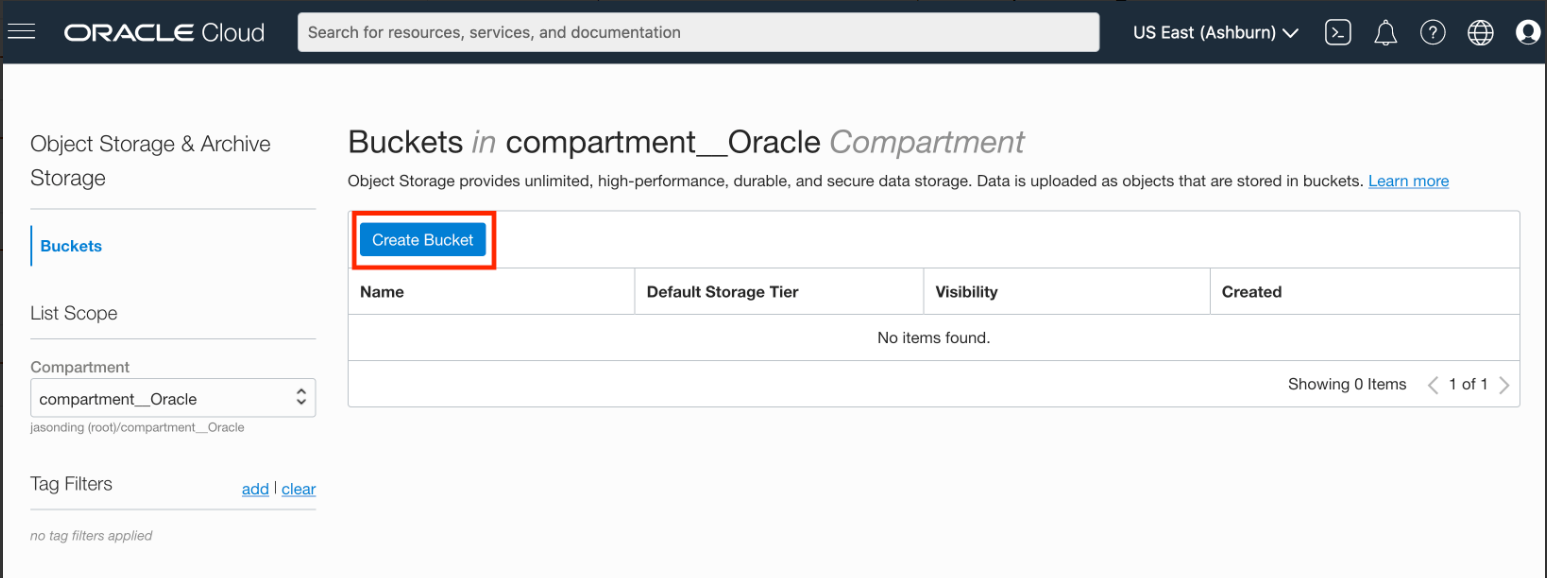 ORACLE Cloud
Search for resources, services, and documentation
US East (Ashburn)
Object Storage & Archive
Storage
Buckets
List Scope
Compartment
compartment__Oracle
jasonding (root)/compartment__Oracle
Tag Filters
add | clear
no tag filters applied
Buckets in compartment__Oracle Compartment
Object Storage provides unlimited, high-performance, durable, and secure data storage. Data is uploaded as objects that are stored in buckets. Learn more
Create Bucket
Name Default Storage Tier Visibility Created
No items found.
Showing 0 Items < 1 of 1 >